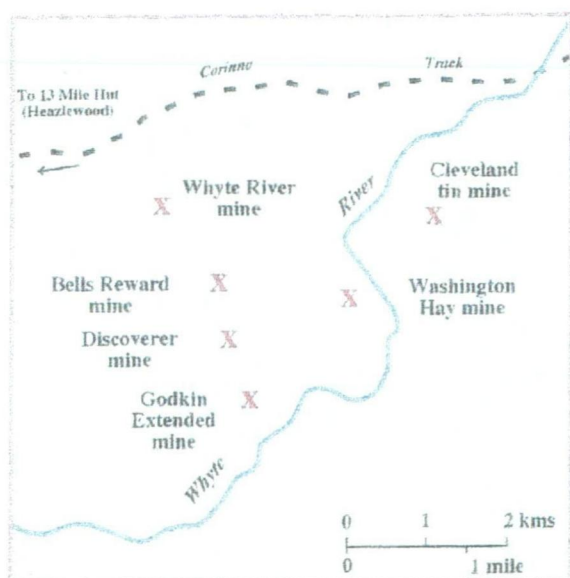 Corinna Track
To 13 Mile Hut
(Heazlewood)
Whyte River
mine
X
Cleveland
tin mine
X
River
Bells Reward
mine
X
Washington
Hay mine
X
Discoverer
mine
X
Godkin
Extended
mine
X
Whyte
0 1 2 kms
0 1 mile